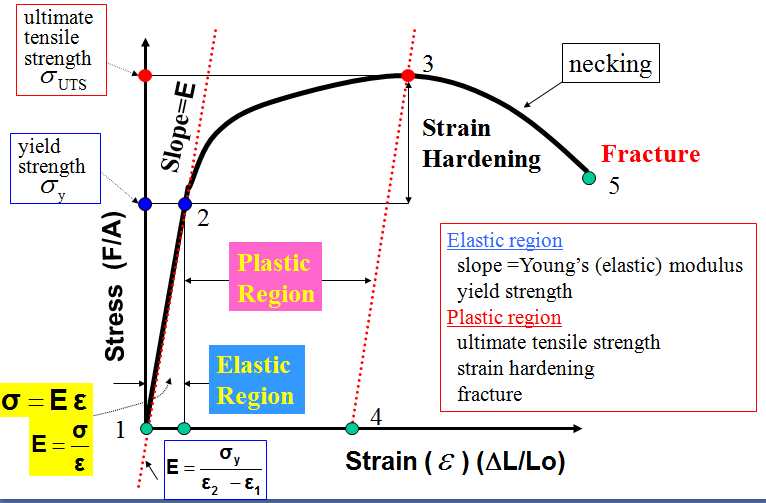 ultimate
tensile
strength
σUTS
yield
strength
σy
Stress (F/A)
Slope=E
1
2
3
4
5
necking
Strain
Hardening
Fracture
Plastic
Region
Elastic
Region
Elastic region
slope =Young's (elastic) modulus
yield strength
Plastic region
ultimate tensile strength
strain hardening
fracture
σ = E ε
E = σ / ε
E = σy / ε2 - ε1
Strain ( ε ) (ΔL/Lo)